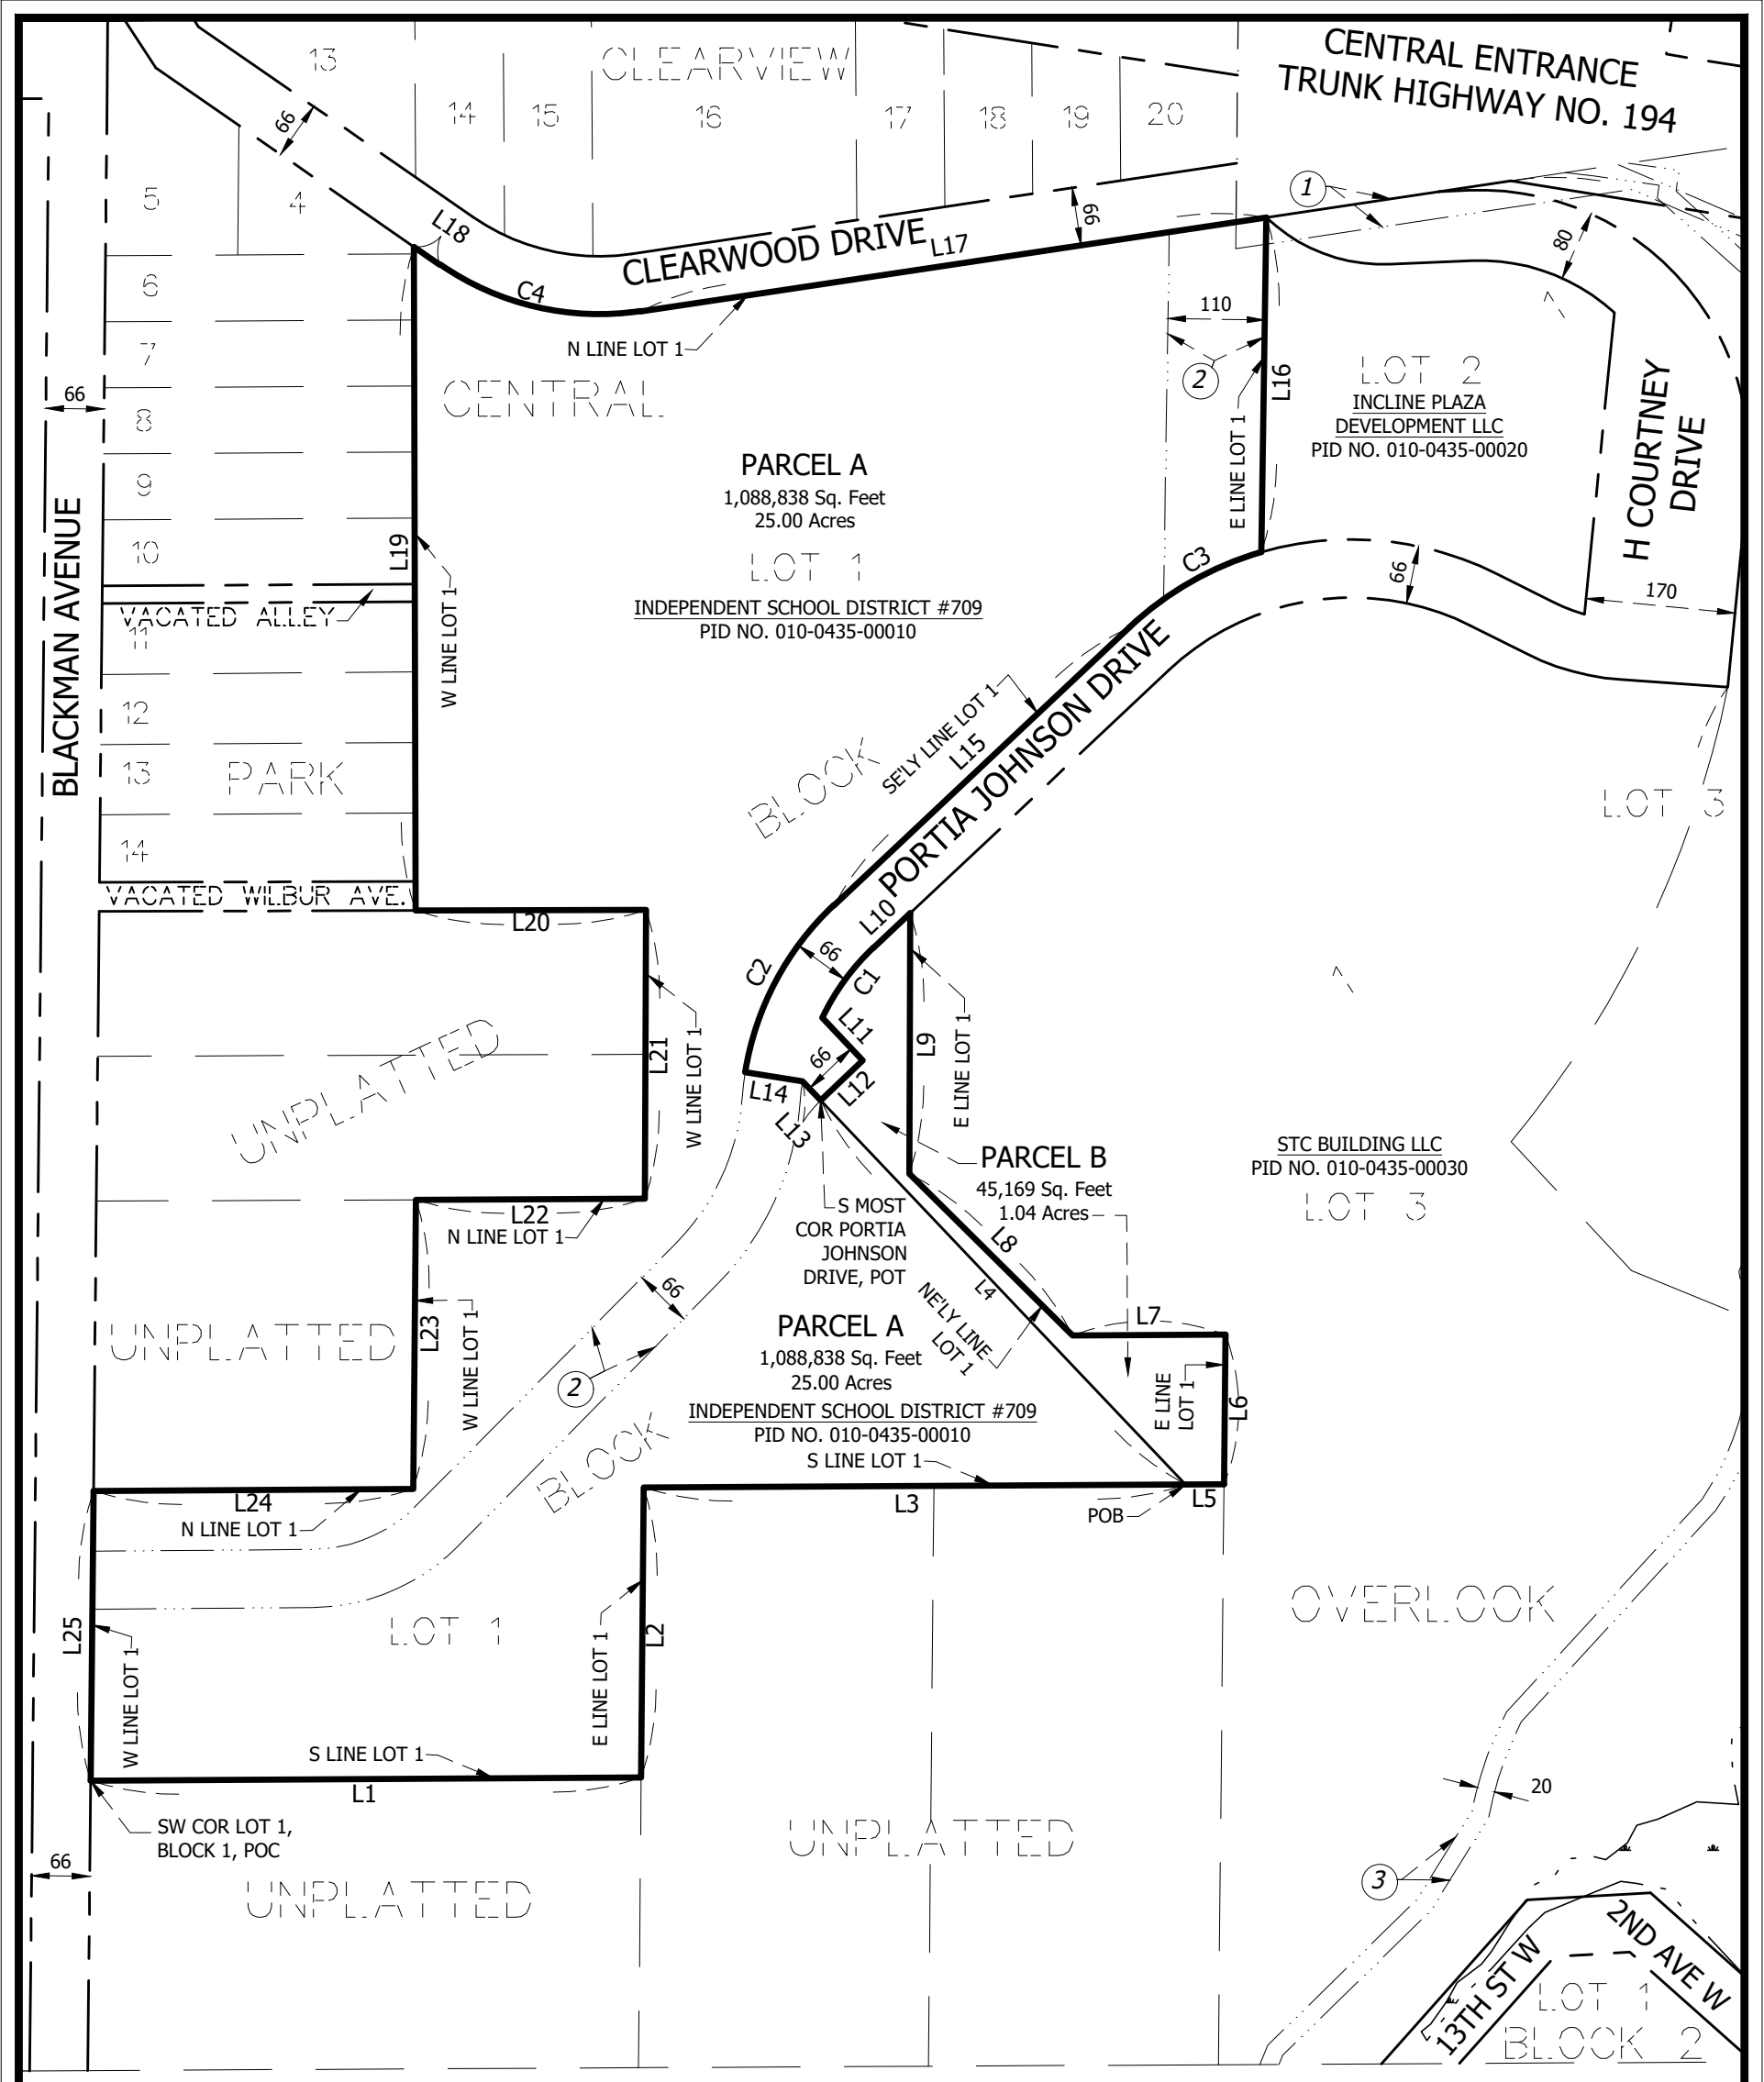 CENTRAL ENTRANCE
TRUNK HIGHWAY NO. 194
CLEARVIEW
13
14
15
16
17
18
19
20
66
5
4
L18
CLEARWOOD DRIVE
L17
66
1
80
6
C4
N LINE LOT 1
110
2
7
66
8
CENTRAL
E LINE LOT 1
L16
LOT 2
INCLINE PLAZA
DEVELOPMENT LLC
PID NO. 010-0435-00020
H COURTNEY
DRIVE
9
10
PARCEL A
1,088,838 Sq. Feet
25.00 Acres
LOT 1
INDEPENDENT SCHOOL DISTRICT #709
PID NO. 010-0435-00010
BLACKMAN AVENUE
L19
W LINE LOT 1
VACATED ALLEY
11
12
13
PARK
14
VACATED WILBUR AVE.
C3
66
170
SE'LY LINE LOT 1
L15
PORTIA JOHNSON DRIVE
BLOCK
LOT 3
L20
L10
66
C2
C1
L11
66
L12
L14
L13
L9
E LINE LOT 1
L21
W LINE LOT 1
UNPLATTED
PARCEL B
45,169 Sq. Feet
1.04 Acres
STC BUILDING LLC
PID NO. 010-0435-00030
LOT 3
S MOST
COR PORTIA
JOHNSON
DRIVE, POT
L22
N LINE LOT 1
L8
L4
NE'LY LINE
LOT 1
L7
66
L23
W LINE LOT 1
UNPLATTED
2
PARCEL A
1,088,838 Sq. Feet
25.00 Acres
INDEPENDENT SCHOOL DISTRICT #709
PID NO. 010-0435-00010
S LINE LOT 1
E LINE
LOT 1
L6
BLOCK
L24
N LINE LOT 1
L3
POB
L5
L25
W LINE LOT 1
LOT 1
E LINE LOT 1
L2
OVERLOOK
S LINE LOT 1
L1
SW COR LOT 1,
BLOCK 1, POC
66
UNPLATTED
UNPLATTED
20
3
13TH ST W
2ND AVE W
LOT 1
BLOCK 2